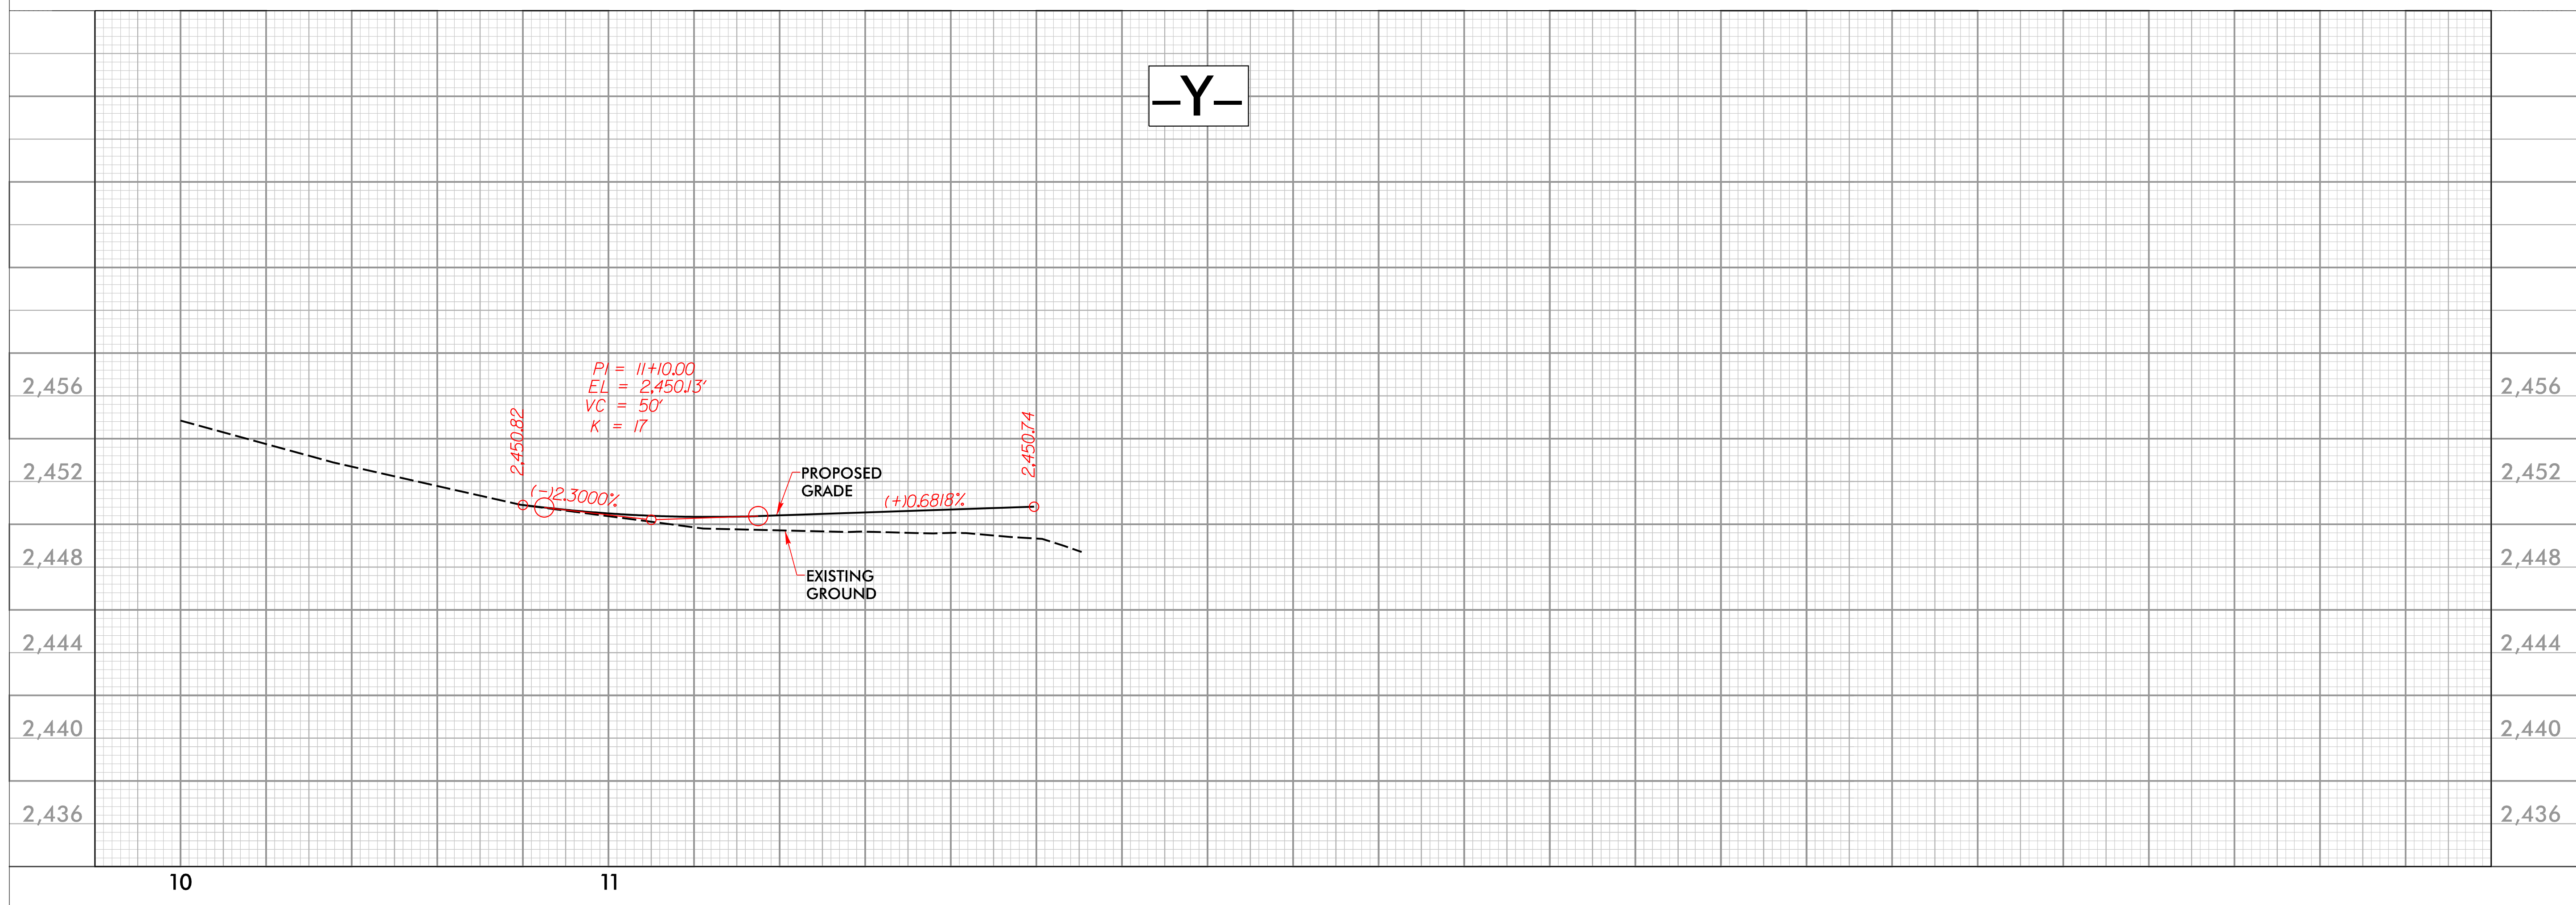 –Y–
PI = 11+10.00
EL = 2,450.13'
VC = 50'
K = 17
2,450.82
2,450.74
(-)2.3000%
(+)0.6818%
PROPOSED
GRADE
EXISTING
GROUND
2,456
2,456
2,452
2,452
2,448
2,448
2,444
2,444
2,440
2,440
2,436
2,436
10
11